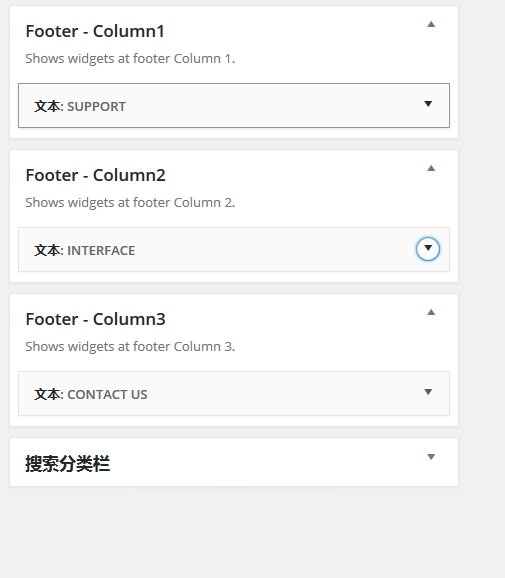 Footer - Column1
Shows widgets at footer Column 1.
文本: SUPPORT
Footer - Column2
Shows widgets at footer Column 2.
文本: INTERFACE
Footer - Column3
Shows widgets at footer Column 3.
文本: CONTACT US
搜索分类栏